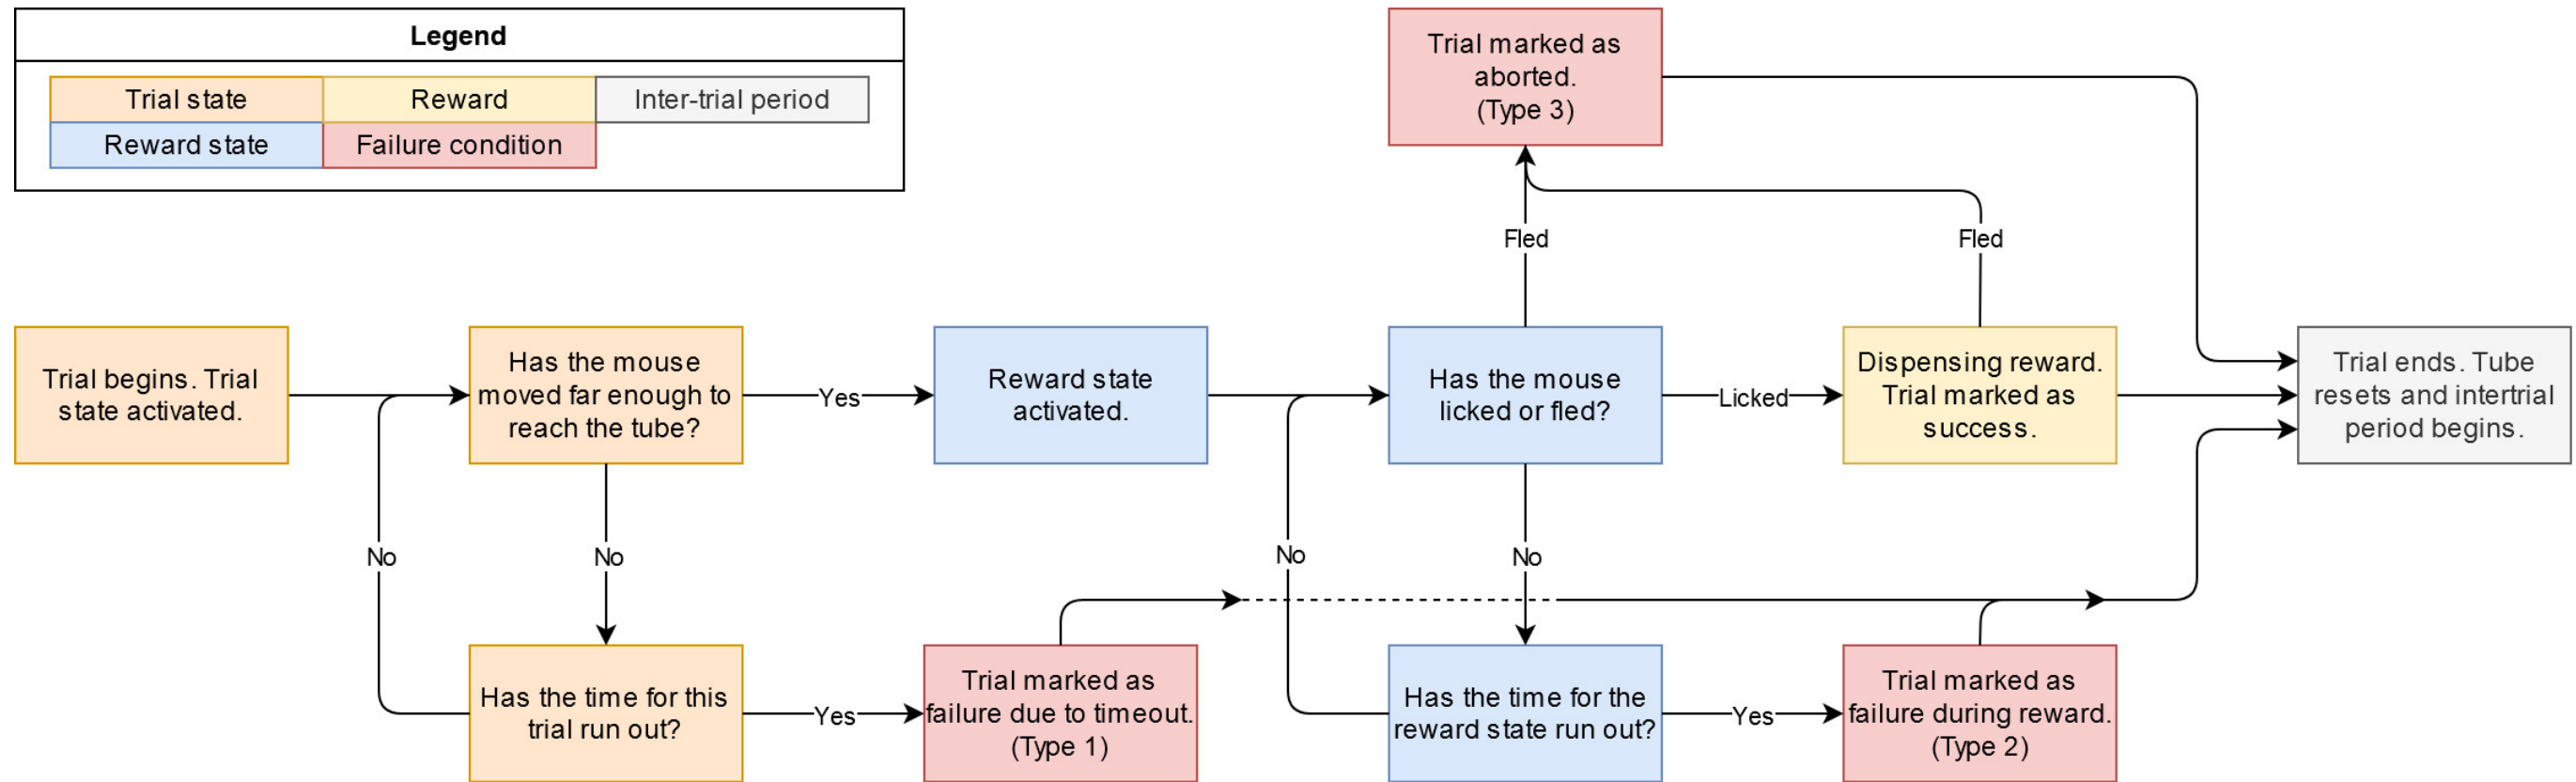 Legend
Trial state
Reward
Inter-trial period
Reward state
Failure condition
Trial marked as
aborted.
(Type 3)
Fled
Fled
Trial begins. Trial
state activated.
Has the mouse
moved far enough to
reach the tube?
Yes
Reward state
activated.
Has the mouse
licked or fled?
Licked
Dispensing reward.
Trial marked as
success.
Trial ends. Tube
resets and intertrial
period begins.
No
No
No
No
Has the time for this
trial run out?
Yes
Trial marked as
failure due to timeout.
(Type 1)
Has the time for the
reward state run out?
Yes
Trial marked as
failure during reward.
(Type 2)